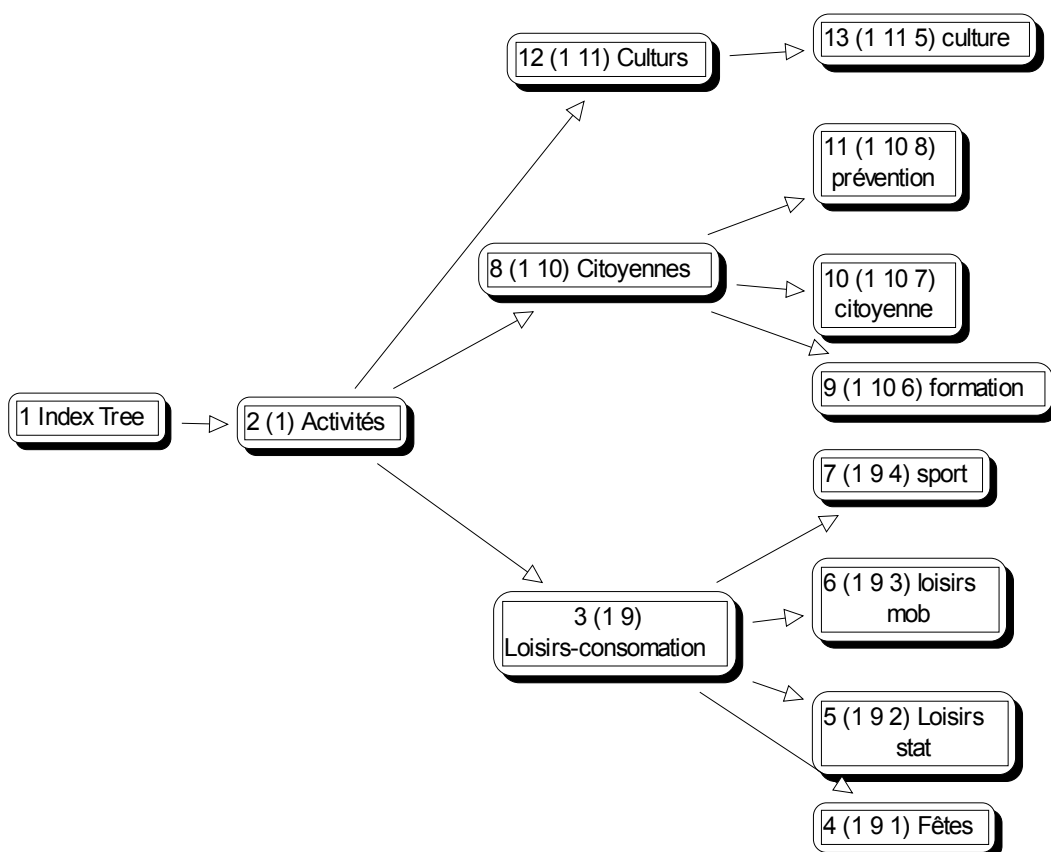 12 (1 11) Culturs
13 (1 11 5) culture
11 (1 10 8)
prévention
8 (1 10) Citoyennes
10 (1 10 7)
citoyenne
9 (1 10 6) formation
1 Index Tree
2 (1) Activités
7 (1 9 4) sport
6 (1 9 3) loisirs
mob
3 (1 9)
Loisirs-consomation
5 (1 9 2) Loisirs
stat
4 (1 9 1) Fêtes